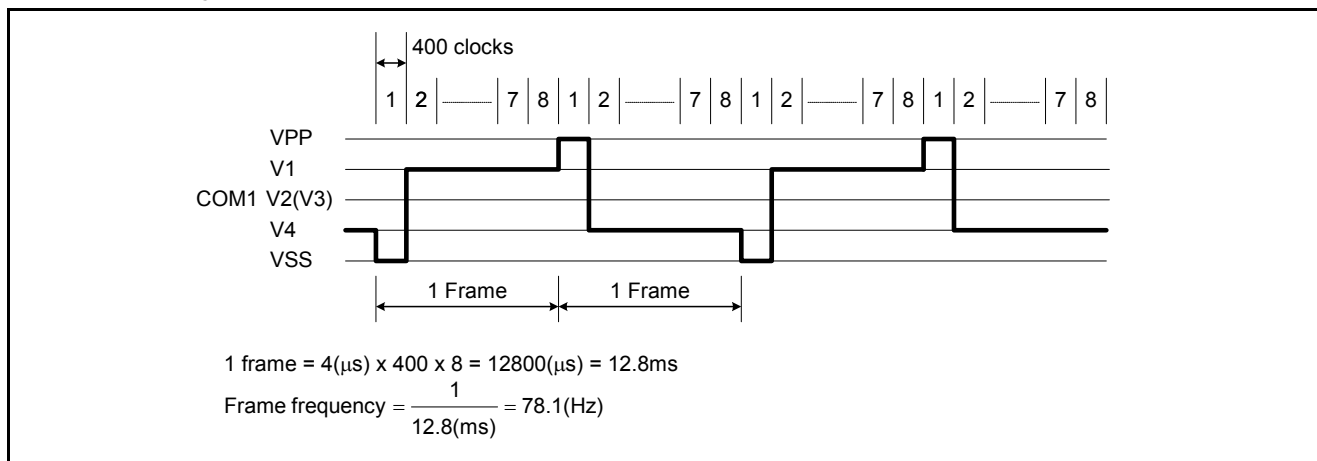 400 clocks
1 2 7 8 1 2 7 8 1 2 7 8 1 2 7 8
VPP
V1
COM1 V2(V3)
V4
VSS
1 Frame 1 Frame
1 frame = 4(μs) x 400 x 8 = 12800(μs) = 12.8ms
Frame frequency = 1 / 12.8(ms) = 78.1(Hz)